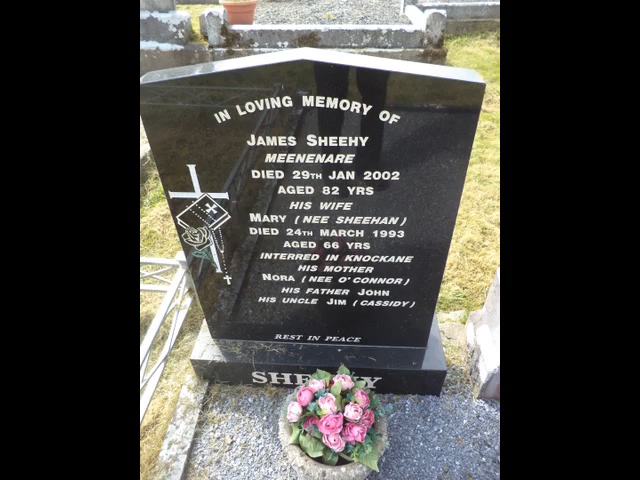 IN LOVING MEMORY OF
JAMES SHEEHY
MEENENARE
DIED 29TH JAN 2002
AGED 82 YRS
HIS WIFE
MARY (NEE SHEEHAN)
DIED 24TH MARCH 1993
AGED 66 YRS
INTERRED IN KNOCKANE
HIS MOTHER
NORA (NEE O'CONNOR)
HIS FATHER JOHN
HIS UNCLE JIM (CASSIDY)
REST IN PEACE
SHEEHY